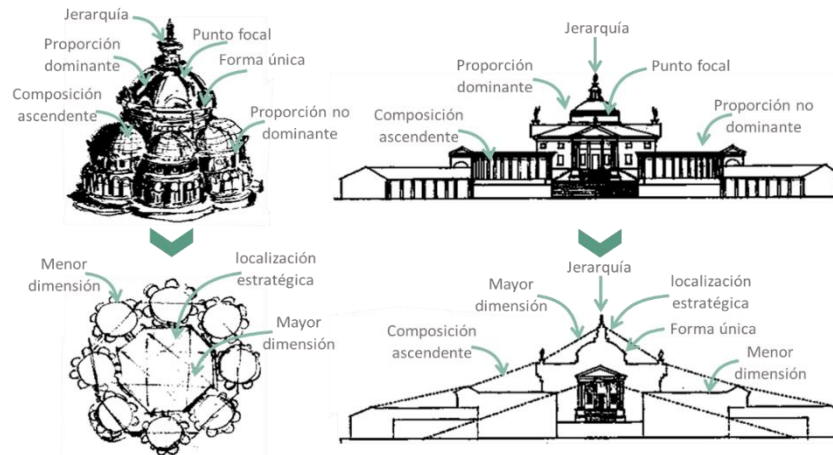 Jerarquía
Punto focal
Proporción
dominante
Forma única
Composición
ascendente
Proporción no
dominante
Jerarquía
Proporción
dominante
Punto focal
Composición
ascendente
Proporción no
dominante
Menor
dimensión
localización
estratégica
Mayor
dimensión
Jerarquía
Mayor
dimensión
localización
estratégica
Composición
ascendente
Forma única
Menor
dimensión